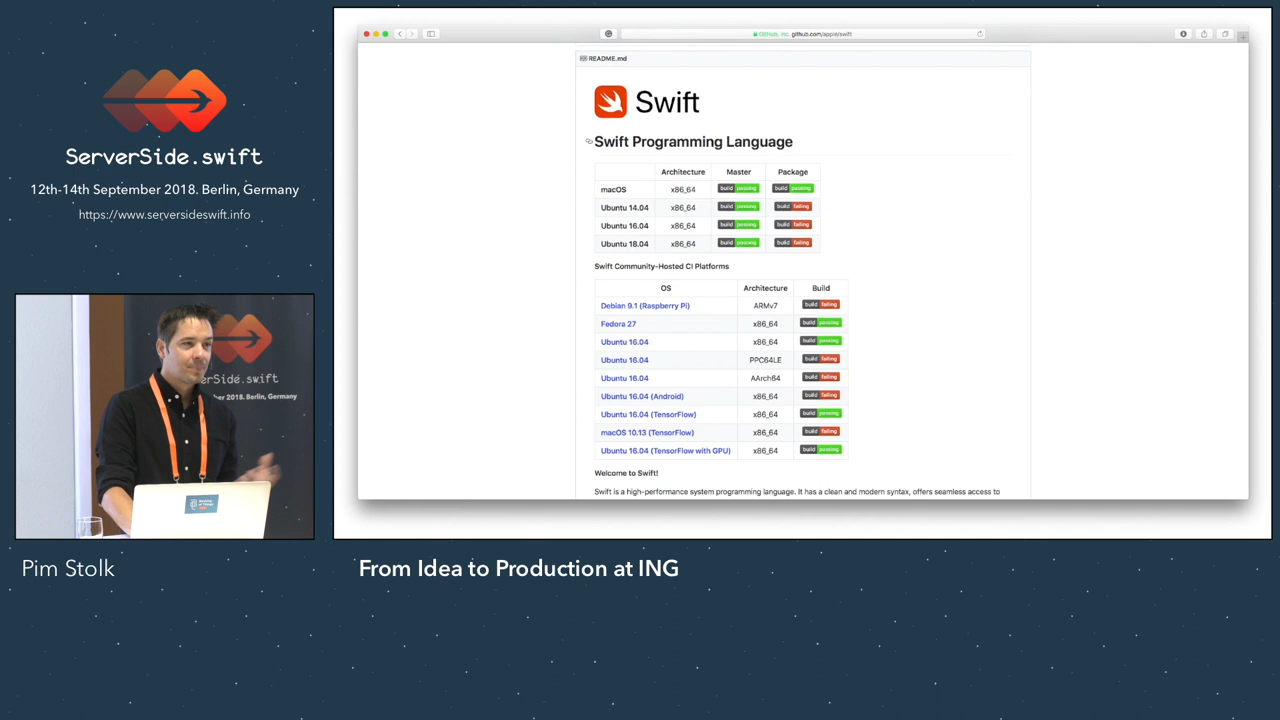 ServerSide.swift
12th-14th September 2018. Berlin, Germany
https://www.serversideswift.info
erSide.swift
mber 2018. Berlin, Germany
Pim Stolk
GitHub, Inc. github.com/apple/swift
README.md
Swift
Swift Programming Language
Architecture Master Package
macOS x86_64 build passing build passing
Ubuntu 14.04 x86_64 build passing build failing
Ubuntu 16.04 x86_64 build passing build failing
Ubuntu 18.04 x86_64 build passing build failing
Swift Community-Hosted CI Platforms
OS Architecture Build
Debian 9.1 (Raspberry Pi) ARMv7 build failing
Fedora 27 x86_64 build passing
Ubuntu 16.04 x86_64 build passing
Ubuntu 16.04 PPC64LE build failing
Ubuntu 16.04 AArch64 build failing
Ubuntu 16.04 (Android) x86_64 build failing
Ubuntu 16.04 (TensorFlow) x86_64 build passing
macOS 10.13 (TensorFlow) x86_64 build failing
Ubuntu 16.04 (TensorFlow with GPU) x86_64 build passing
Welcome to Swift!
Swift is a high-performance system programming language. It has a clean and modern syntax, offers seamless access to
From Idea to Production at ING